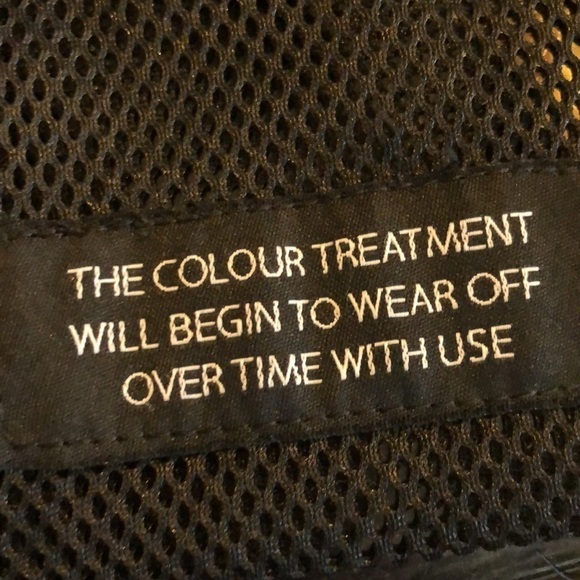 THE COLOUR TREATMENT
WILL BEGIN TO WEAR OFF
OVER TIME WITH USE